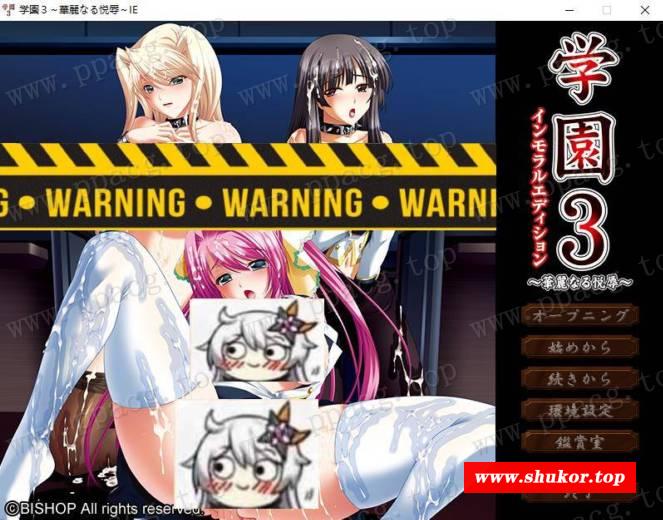 学園３～華麗なる悦辱～IE
www.ppacg.top
G • WARNING • WARNING • WARN
学園3
インモラルエディション
～華麗なる悦辱～
オープニング
始めから
続きから
環境設定
鑑賞室
www.shukor.top
©BISHOP All rights reserved.